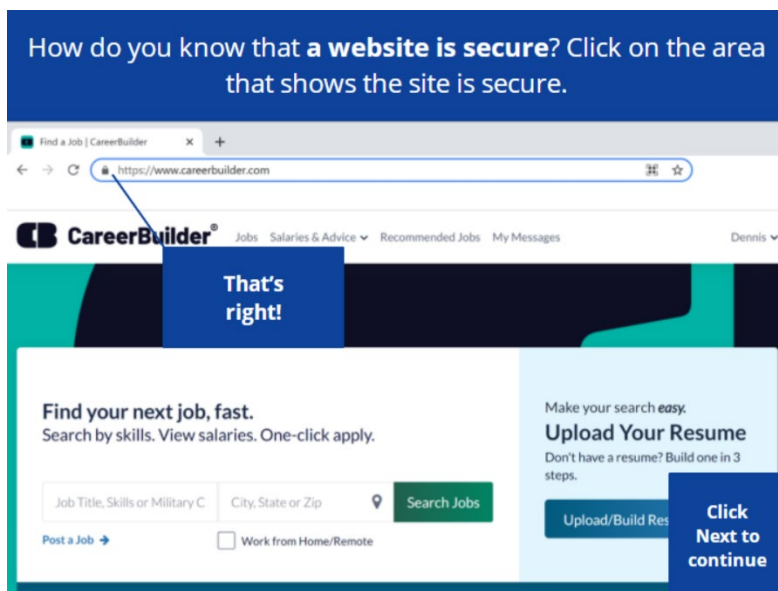 How do you know that a website is secure? Click on the area
that shows the site is secure.
Find a Job | CareerBuilder
https://www.careerbuilder.com
CareerBuilder®
Jobs Salaries & Advice Recommended Jobs My Messages Dennis
That's
right!
Find your next job, fast.
Search by skills. View salaries. One-click apply.
Job Title, Skills or Military C
City, State or Zip
Search Jobs
Post a Job
Work from Home/Remote
Make your search easy.
Upload Your Resume
Don't have a resume? Build one in 3
steps.
Upload/Build Res
Click
Next to
continue